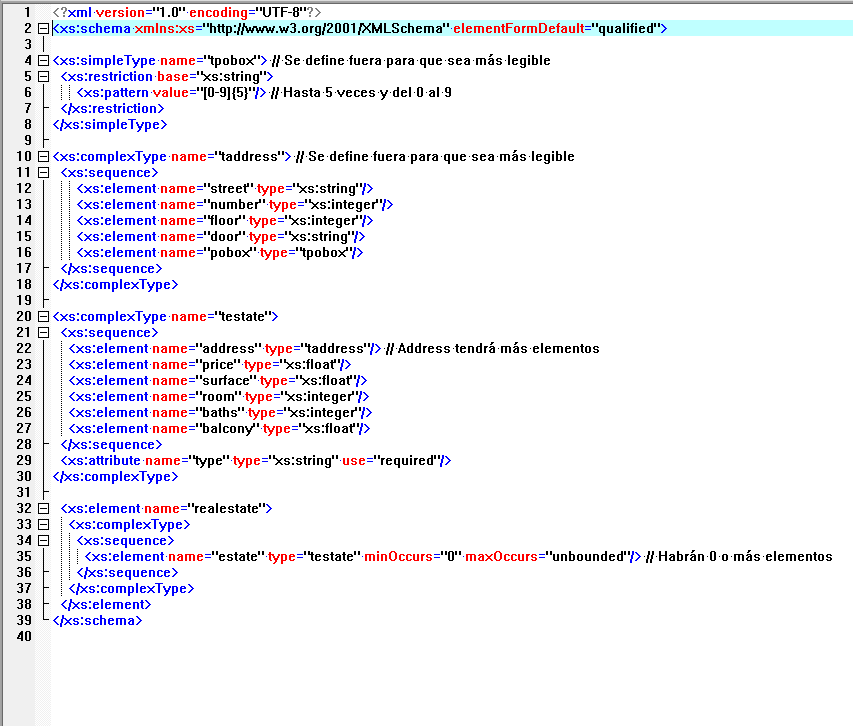 1 <?xml version="1.0" encoding="UTF-8"?>
2 <xs:schema xmlns:xs="http://www.w3.org/2001/XMLSchema" elementFormDefault="qualified">
3
4 <xs:simpleType name="tpobox"> // Se define fuera para que sea más legible
5 <xs:restriction base="xs:string">
6 <xs:pattern value="[0-9]{5}"/> // Hasta 5 veces y del 0 al 9
7 </xs:restriction>
8 </xs:simpleType>
9
10 <xs:complexType name="taddress"> // Se define fuera para que sea más legible
11 <xs:sequence>
12 <xs:element name="street" type="xs:string"/>
13 <xs:element name="number" type="xs:integer"/>
14 <xs:element name="floor" type="xs:integer"/>
15 <xs:element name="door" type="xs:string"/>
16 <xs:element name="pobox" type="tpobox"/>
17 </xs:sequence>
18 </xs:complexType>
19
20 <xs:complexType name="testate">
21 <xs:sequence>
22 <xs:element name="address" type="taddress"/> // Address tendrá más elementos
23 <xs:element name="price" type="xs:float"/>
24 <xs:element name="surface" type="xs:float"/>
25 <xs:element name="room" type="xs:integer"/>
26 <xs:element name="baths" type="xs:integer"/>
27 <xs:element name="balcony" type="xs:float"/>
28 </xs:sequence>
29 <xs:attribute name="type" type="xs:string" use="required"/>
30 </xs:complexType>
31
32 <xs:element name="realestate">
33 <xs:complexType>
34 <xs:sequence>
35 <xs:element name="estate" type="testate" minOccurs="0" maxOccurs="unbounded"/> // Habrán 0 o más elementos
36 </xs:sequence>
37 </xs:complexType>
38 </xs:element>
39 </xs:schema>
40